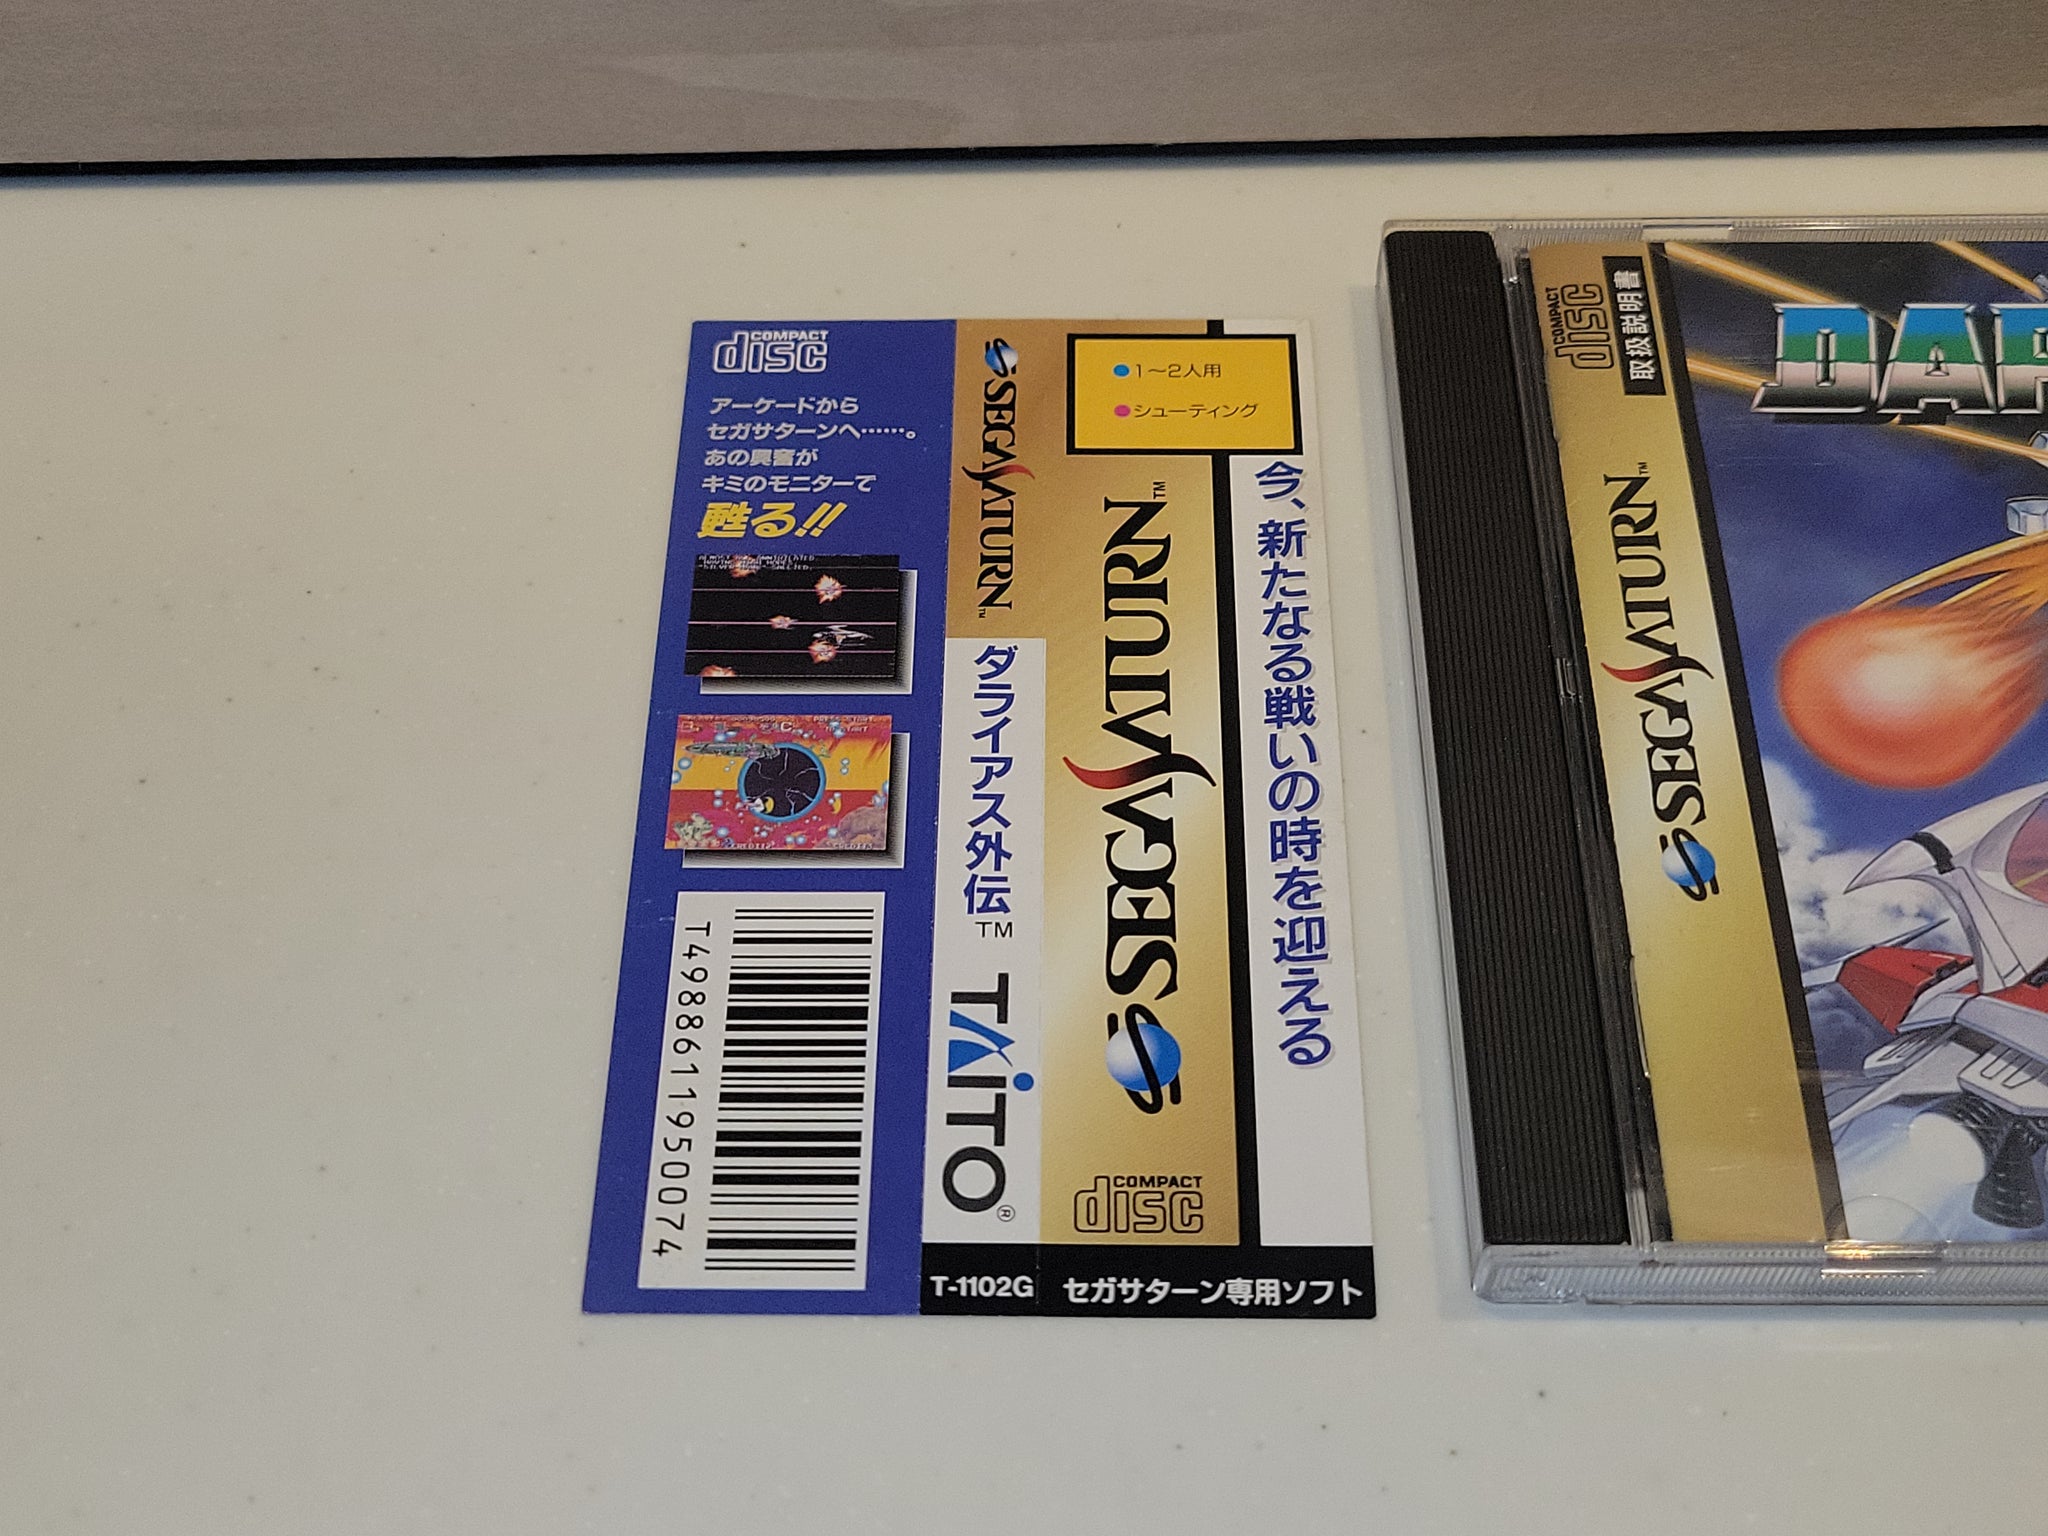 COMPACT
disc
アーケードから
セガサターンへ……。
あの興奮が
キミのモニターで
甦る!!
T4988611950074
SEGA SATURN™
ダライアス外伝™
TAITO®
T-1102G
●1〜2人用
●シューティング
SEGA SATURN™
COMPACT
disc
今、新たなる戦いの時を迎える
セガサターン専用ソフト
COMPACT
disc
取扱説明書
SEGA SATURN™